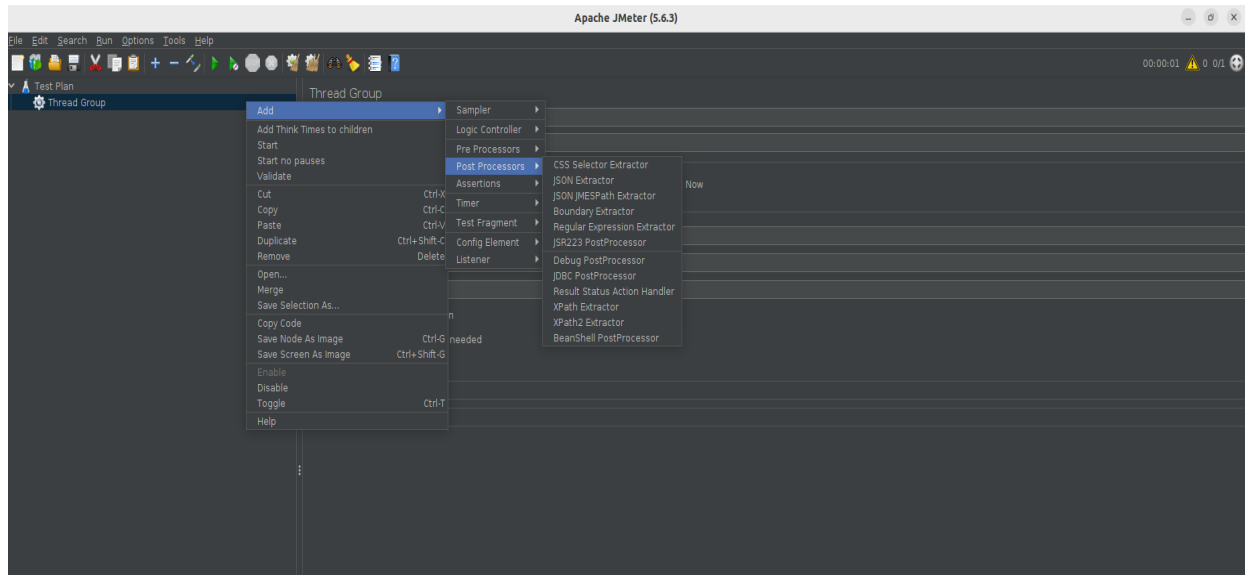 Apache JMeter (5.6.3)
File Edit Search Run Options Tools Help
00:00:01 0 0/1
Test Plan
Thread Group
Thread Group
Add
Add Think Times to children
Start
Start no pauses
Validate
Cut Ctrl-X
Copy Ctrl-C
Paste Ctrl-V
Duplicate Ctrl+Shift-C
Remove Delete
Open...
Merge
Save Selection As...
Copy Code
Save Node As Image Ctrl-G
Save Screen As Image Ctrl+Shift-G
Enable
Disable
Toggle Ctrl-T
Help
Sampler
Logic Controller
Pre Processors
Post Processors
Assertions
Timer
Test Fragment
Config Element
Listener
CSS Selector Extractor
JSON Extractor
JSON JMESPath Extractor
Boundary Extractor
Regular Expression Extractor
JSR223 PostProcessor
Debug PostProcessor
JDBC PostProcessor
Result Status Action Handler
XPath Extractor
XPath2 Extractor
BeanShell PostProcessor
Now
n
needed